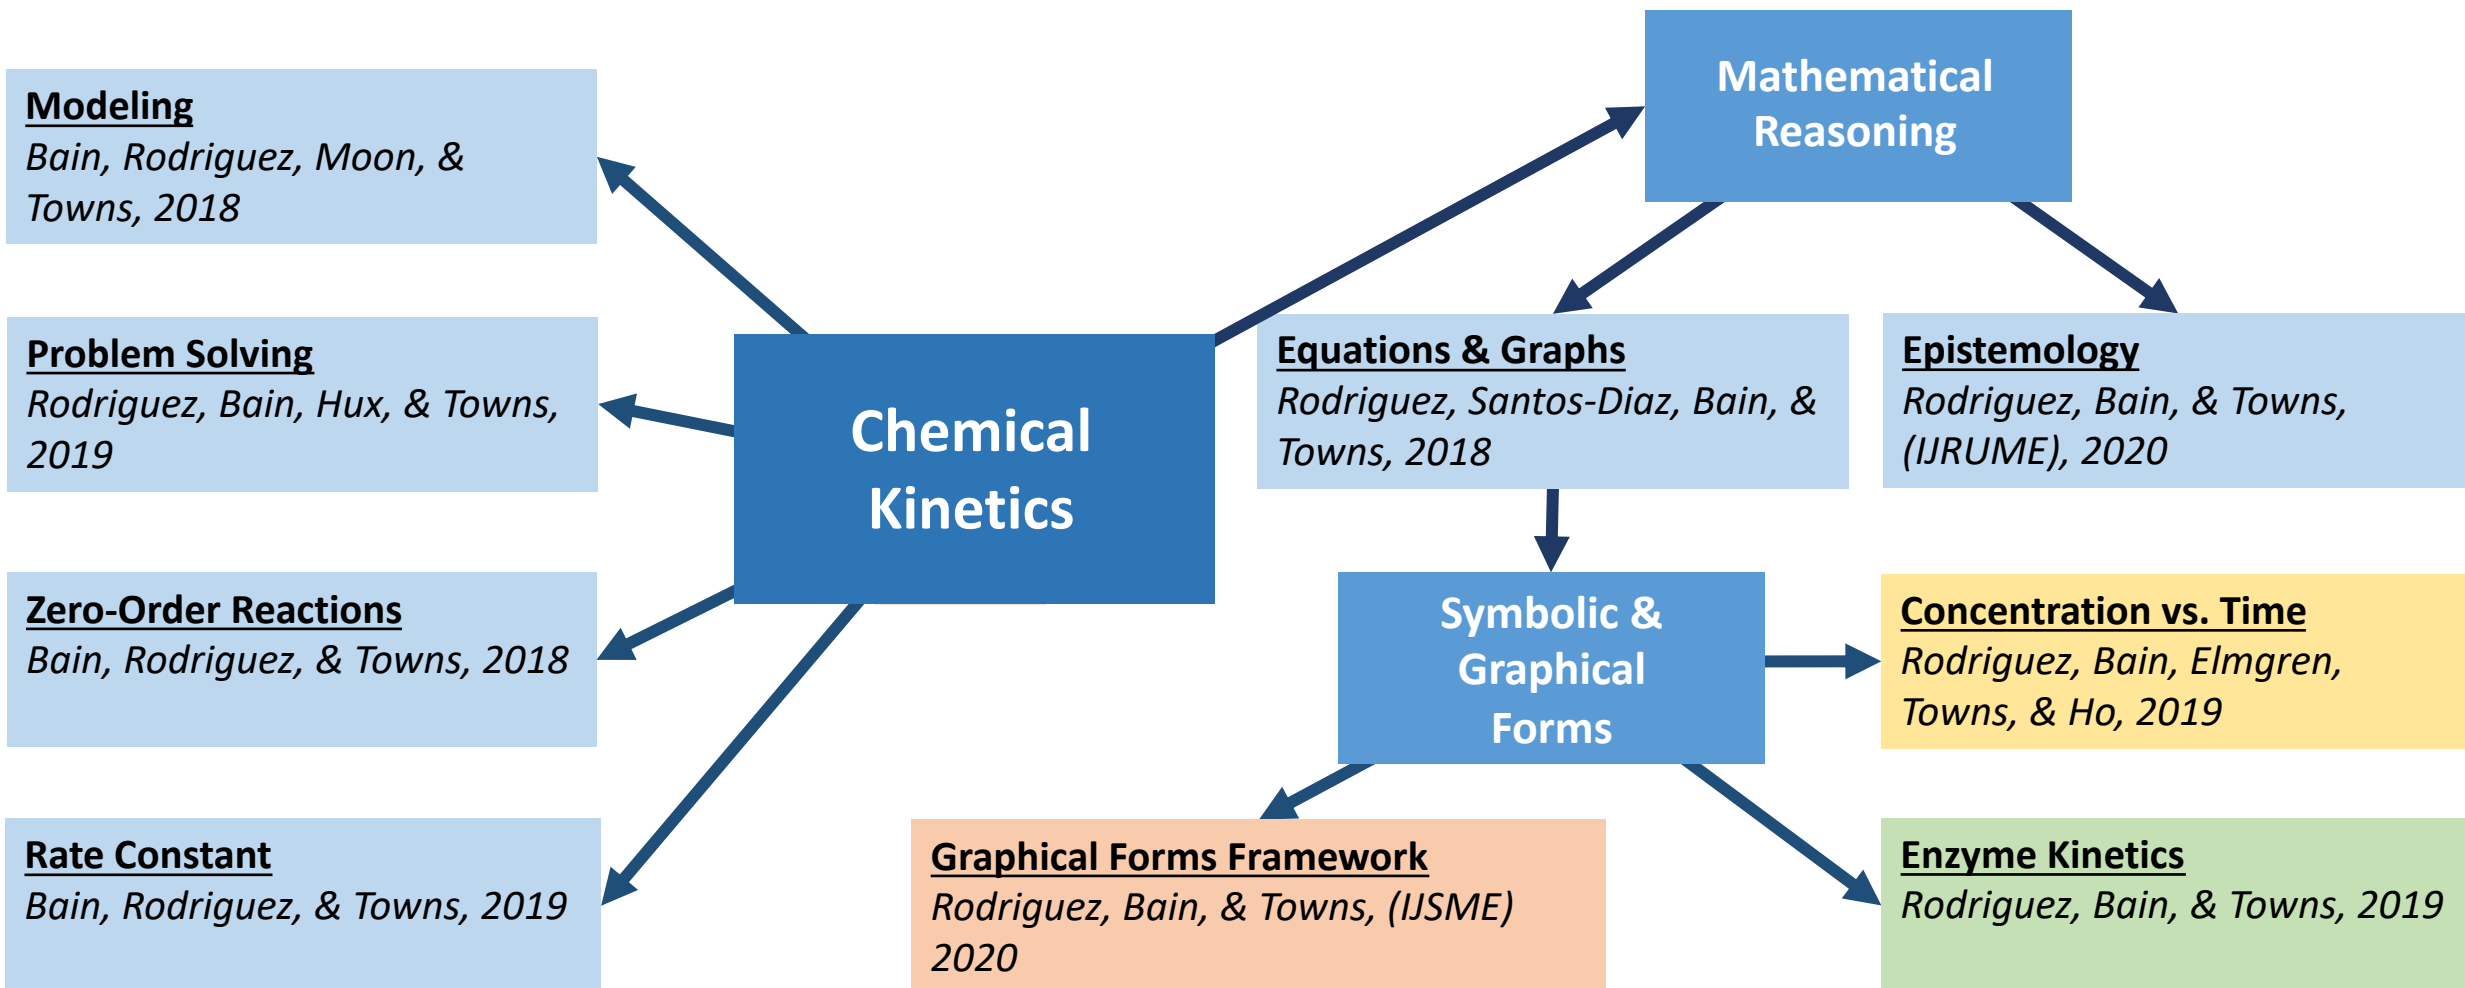 Modeling
Bain, Rodriguez, Moon, &
Towns, 2018
Problem Solving
Rodriguez, Bain, Hux, & Towns,
2019
Zero-Order Reactions
Bain, Rodriguez, & Towns, 2018
Rate Constant
Bain, Rodriguez, & Towns, 2019
Chemical
Kinetics
Mathematical
Reasoning
Equations & Graphs
Rodriguez, Santos-Diaz, Bain, &
Towns, 2018
Epistemology
Rodriguez, Bain, & Towns,
(IJRUME), 2020
Symbolic &
Graphical
Forms
Concentration vs. Time
Rodriguez, Bain, Elmgren,
Towns, & Ho, 2019
Graphical Forms Framework
Rodriguez, Bain, & Towns, (IJSME)
2020
Enzyme Kinetics
Rodriguez, Bain, & Towns, 2019